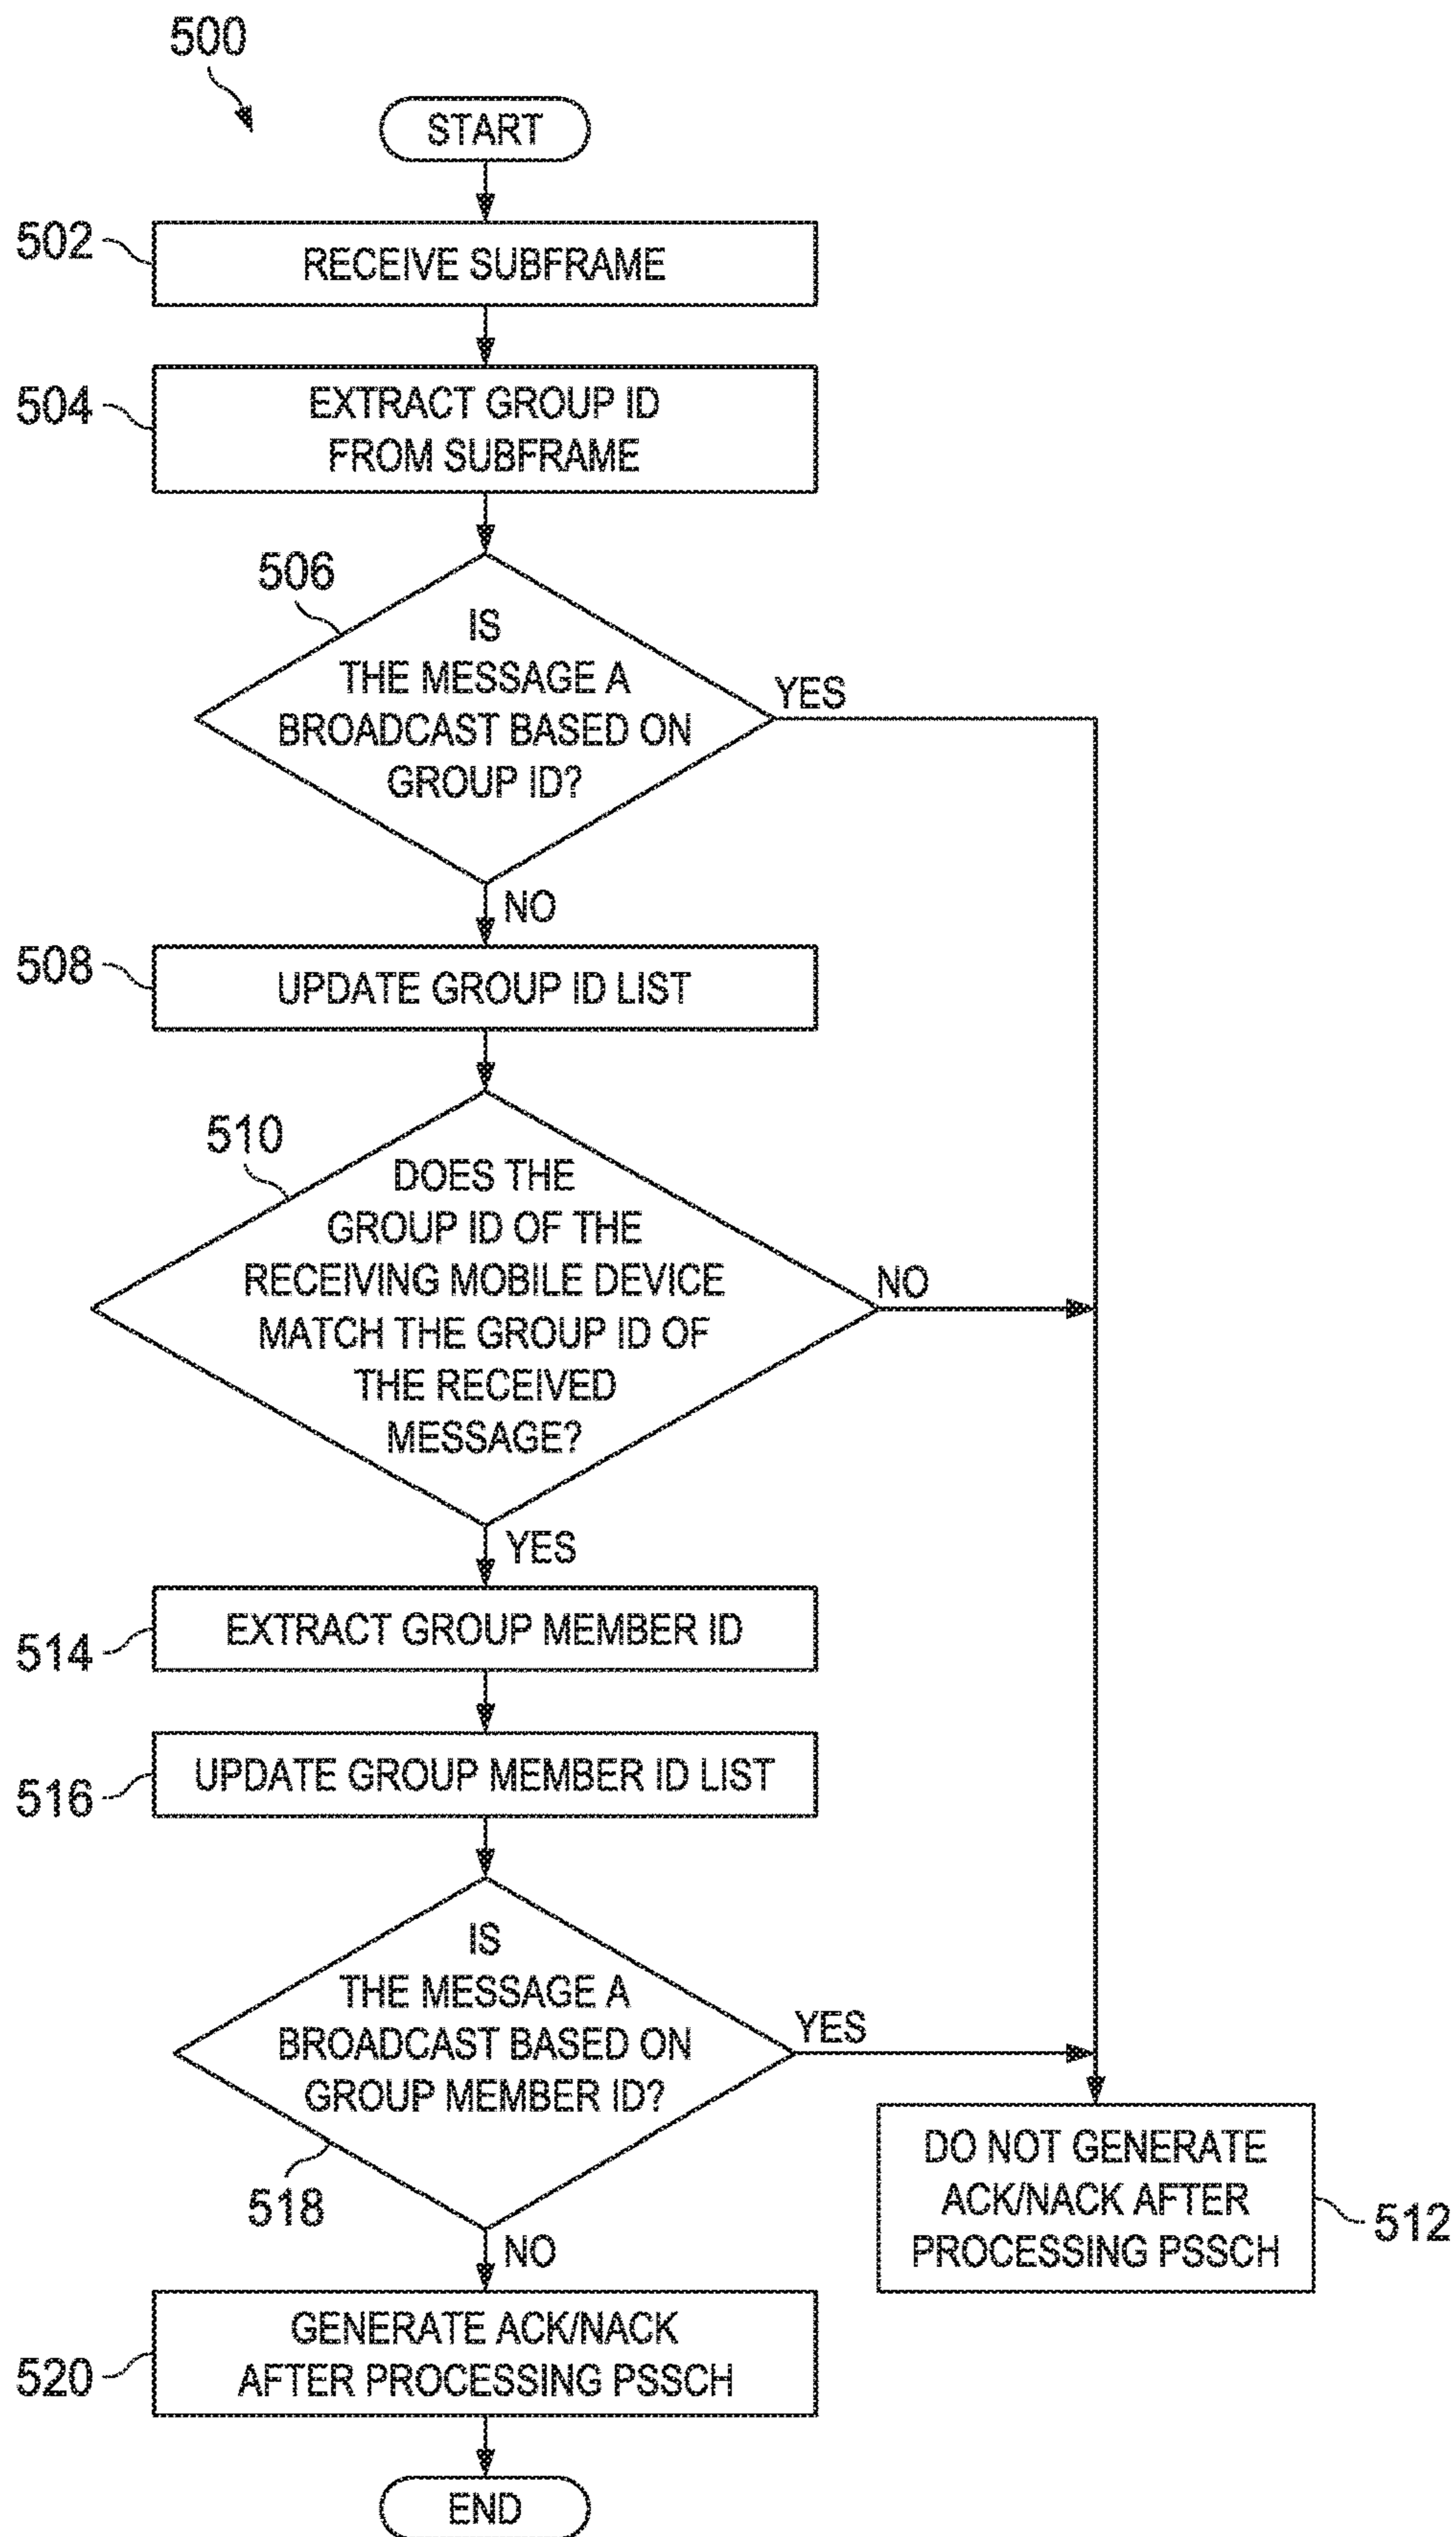 500
START
502
RECEIVE SUBFRAME
504
EXTRACT GROUP ID
FROM SUBFRAME
506
IS
THE MESSAGE A
BROADCAST BASED ON
GROUP ID?
YES
NO
508
UPDATE GROUP ID LIST
510
DOES THE
GROUP ID OF THE
RECEIVING MOBILE DEVICE
MATCH THE GROUP ID OF
THE RECEIVED
MESSAGE?
NO
YES
514
EXTRACT GROUP MEMBER ID
516
UPDATE GROUP MEMBER ID LIST
IS
THE MESSAGE A
BROADCAST BASED ON
GROUP MEMBER ID?
YES
518
NO
DO NOT GENERATE
ACK/NACK AFTER
PROCESSING PSSCH
512
520
GENERATE ACK/NACK
AFTER PROCESSING PSSCH
END